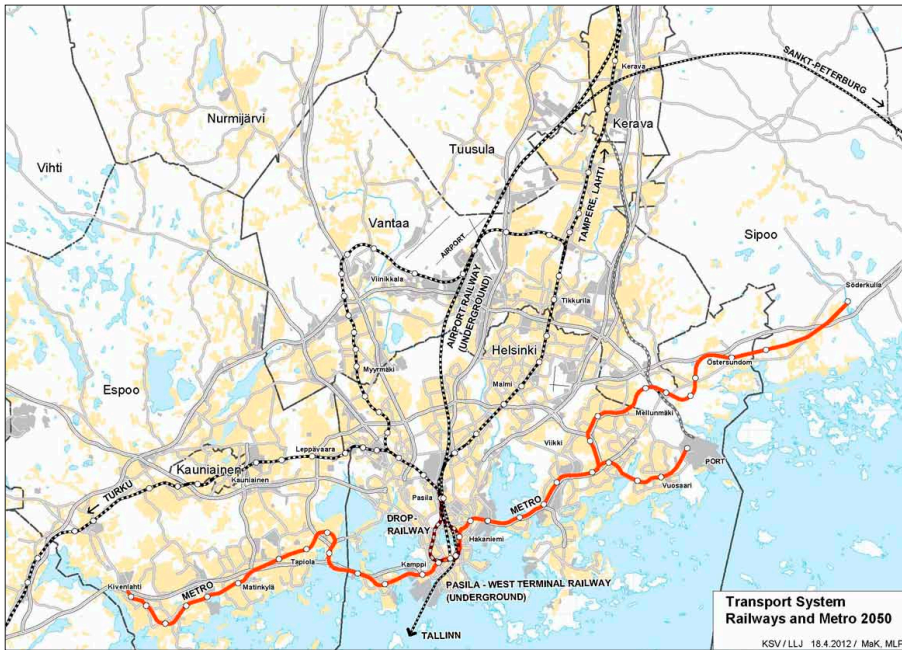 SANKT-PETERBURG
Kerava
Nurmijärvi
Kerava
Tuusula
Vihti
TAMPERE, LAHTI
Vantaa
Sipoo
AIRPORT
Viinikkala
Söderkulla
AIRPORT RAILWAY
(UNDERGROUND)
Tikkurila
Helsinki
Östersundom
Myyrmäki
Malmi
Espoo
Mellunmäki
Viikki
Leppävaara
PORT
Kauniainen
Kauniainen
Vuosaari
TURKU
Pasila
METRO
DROP-
RAILWAY
Hakaniemi
Kamppi
Tapiola
Matinkylä
METRO
Kivenlahti
PASILA - WEST TERMINAL RAILWAY
(UNDERGROUND)
TALLINN
Transport System
Railways and Metro 2050
KSV / LLJ 18.4.2012 / MaK, MLP